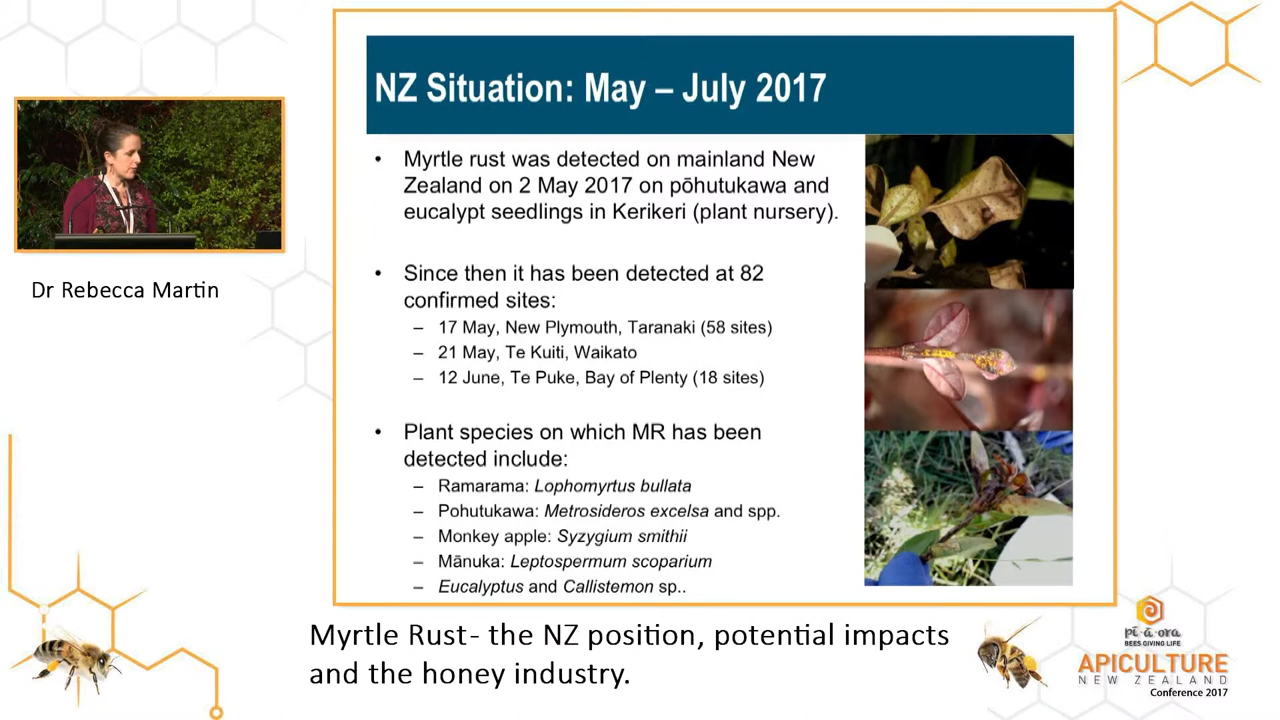 NZ Situation: May – July 2017
• Myrtle rust was detected on mainland New
Zealand on 2 May 2017 on pōhutukawa and
eucalypt seedlings in Kerikeri (plant nursery).
• Since then it has been detected at 82
confirmed sites:
– 17 May, New Plymouth, Taranaki (58 sites)
– 21 May, Te Kuiti, Waikato
– 12 June, Te Puke, Bay of Plenty (18 sites)
• Plant species on which MR has been
detected include:
– Ramarama: Lophomyrtus bullata
– Pohutukawa: Metrosideros excelsa and spp.
– Monkey apple: Syzygium smithii
– Mānuka: Leptospermum scoparium
– Eucalyptus and Callistemon sp..
Dr Rebecca Martin
Myrtle Rust- the NZ position, potential impacts
and the honey industry.
pī-ā-ora
BEES GIVING LIFE
APICULTURE
NEW ZEALAND
Conference 2017